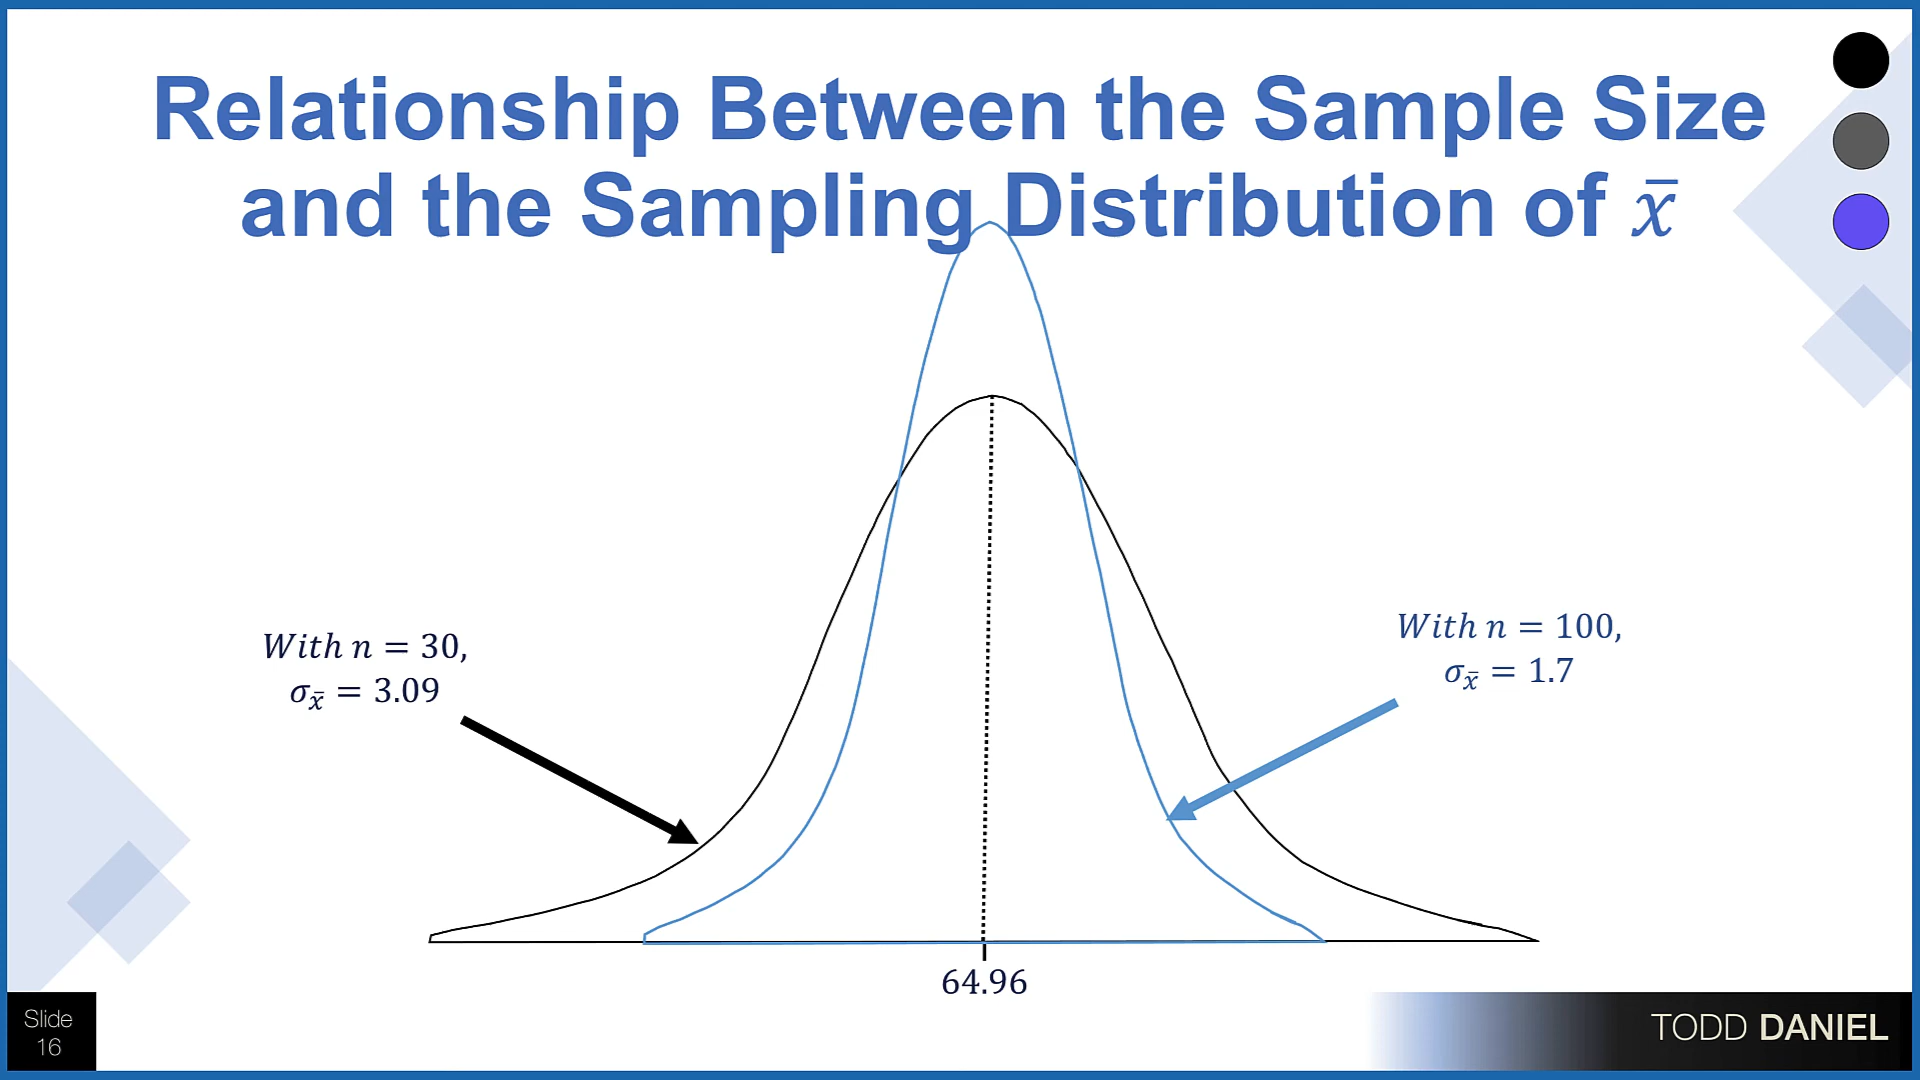 Relationship Between the Sample Size
and the Sampling Distribution of x̄
With n = 30,
σx̄ = 3.09
With n = 100,
σx̄ = 1.7
64.96
Slide
16
TODD DANIEL